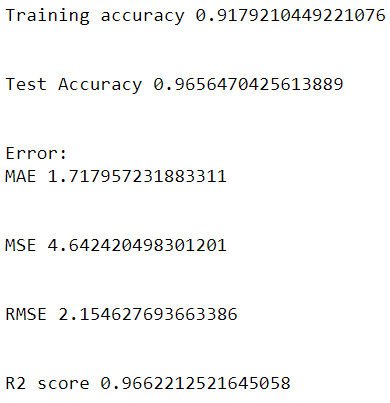 Training accuracy 0.9179210449221076
Test Accuracy 0.9656470425613889
Error:
MAE 1.717957231883311
MSE 4.642420498301201
RMSE 2.154627693663386
R2 score 0.9662212521645058